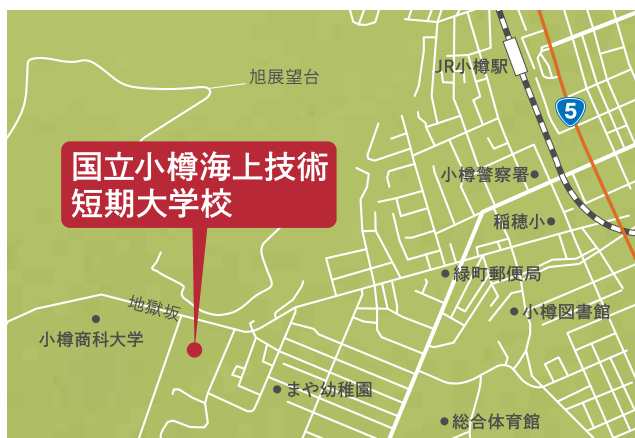 JR小樽駅
旭展望台
5
国立小樽海上技術
短期大学校
小樽警察署
稲穂小
緑町郵便局
地獄坂
小樽図書館
小樽商科大学
まや幼稚園
総合体育館